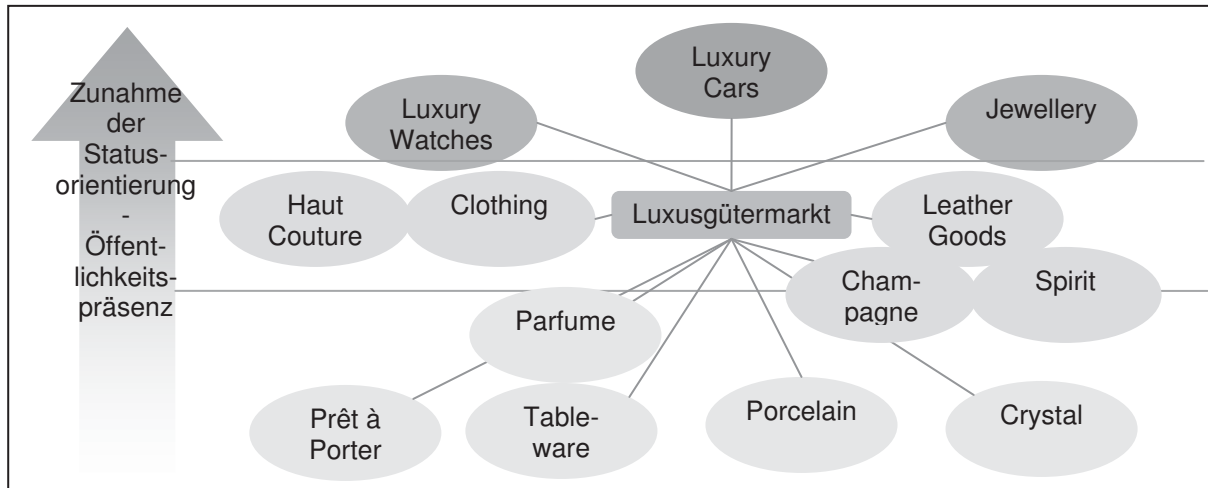 Zunahme
der
Status-
orientierung
-
Öffent-
lichkeits-
präsenz
Luxury
Cars
Luxury
Watches
Jewellery
Haut
Couture
Clothing
Luxusgütermarkt
Leather
Goods
Cham-
pagne
Spirit
Parfume
Prêt à
Porter
Table-
ware
Porcelain
Crystal